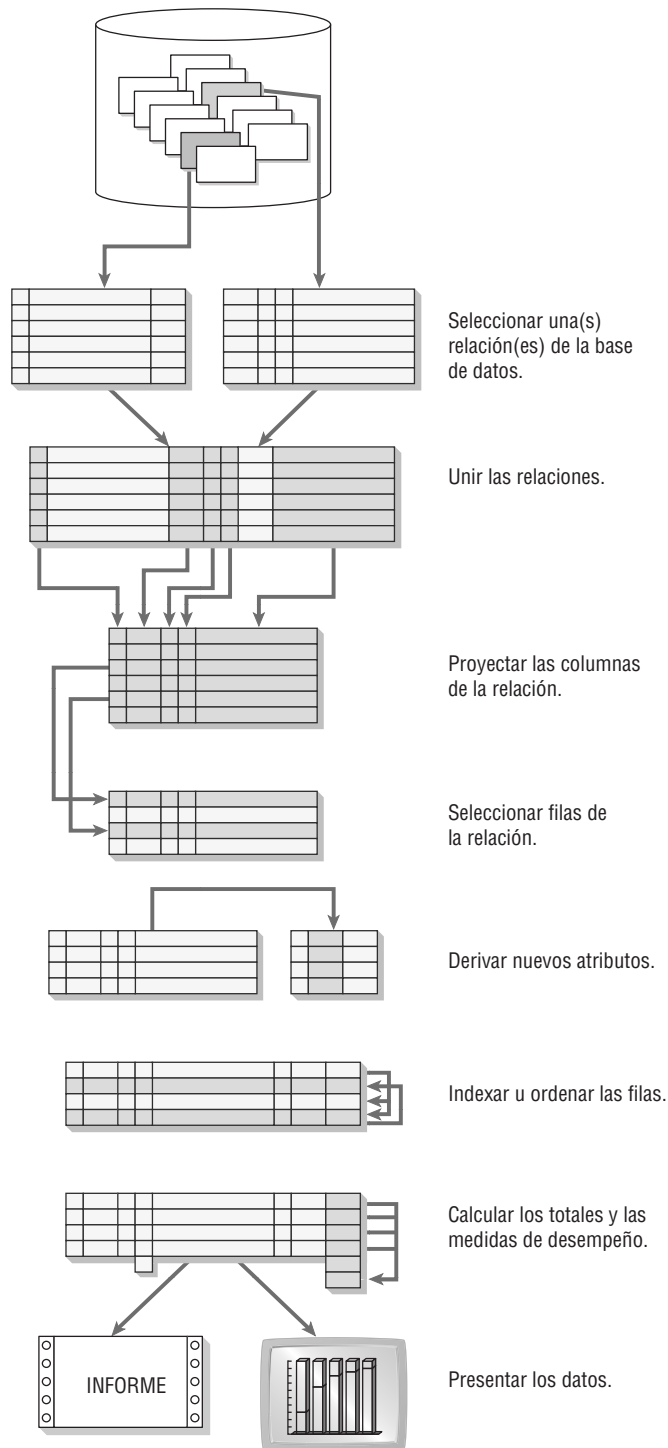 Seleccionar una(s)
relación(es) de la base
de datos.
Unir las relaciones.
Proyectar las columnas
de la relación.
Seleccionar filas de
la relación.
Derivar nuevos atributos.
Indexar u ordenar las filas.
Calcular los totales y las
medidas de desempeño.
INFORME
Presentar los datos.